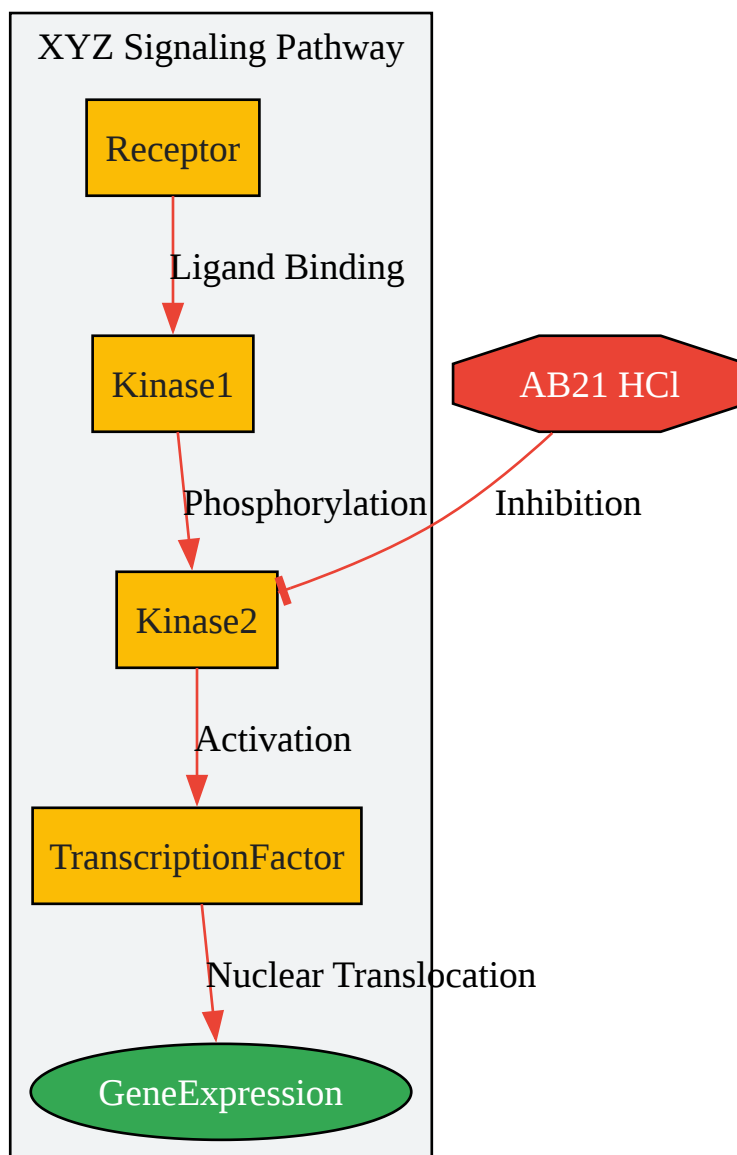 XYZ Signaling Pathway
Receptor
Ligand Binding
Kinase1
AB21 HCl
Phosphorylation
Inhibition
Kinase2
Activation
TranscriptionFactor
Nuclear Translocation
GeneExpression